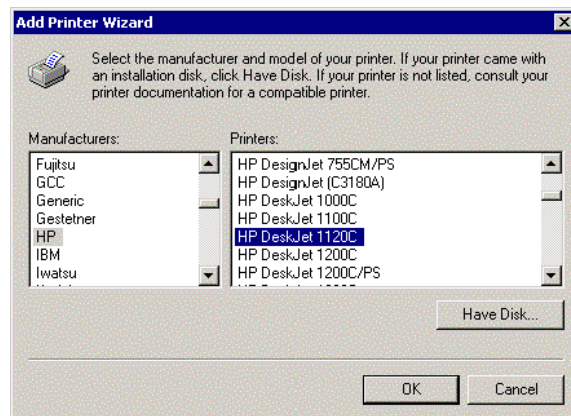 Add Printer Wizard
Select the manufacturer and model of your printer. If your printer came with
an installation disk, click Have Disk. If your printer is not listed, consult your
printer documentation for a compatible printer.
Manufacturers:
Fujitsu
GCC
Generic
Gestetner
HP
IBM
Iwatsu
Printers:
HP DesignJet 755CM/PS
HP DesignJet (C3180A)
HP DeskJet 1000C
HP DeskJet 1100C
HP DeskJet 1120C
HP DeskJet 1200C
HP DeskJet 1200C/PS
Have Disk...
OK
Cancel